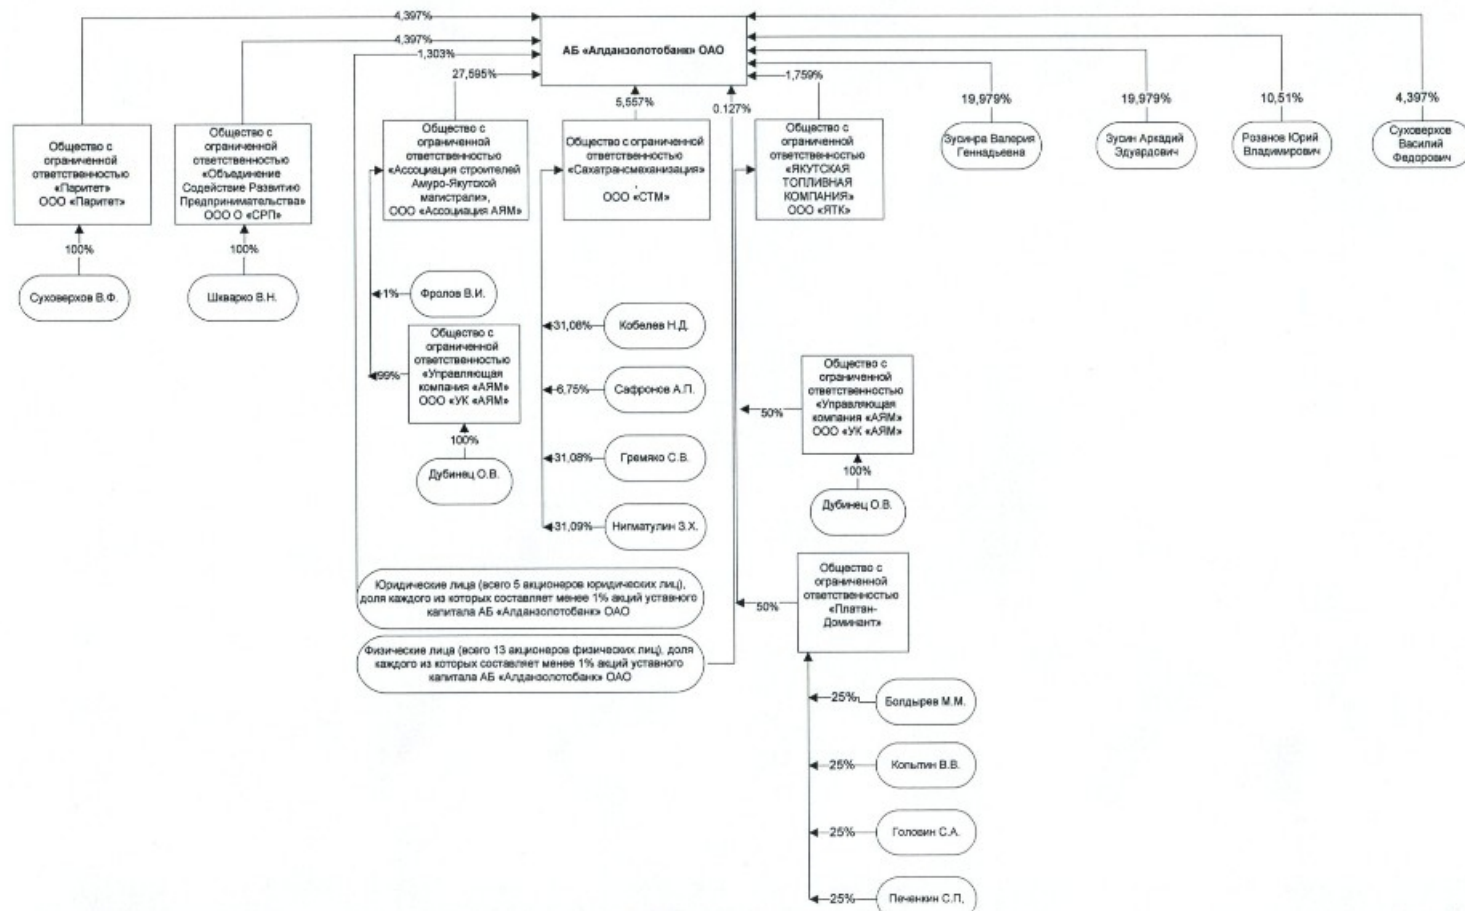 4,397%
АБ «Алданзолотобанк» ОАО
4,397%
1,303%
27,595%
5,557%
0.127%
1,759%
19,979%
19,979%
10,51%
4,397%
Общество с
ограниченной
ответственностью
«Паритет»
ООО «Паритет»
Общество с
ограниченной
ответственностью
«Объединение
Содействие Развитию
Предпринимательства»
ООО О «СРП»
Общество с
ограниченной
ответственностью
«Ассоциация строителей
Амуро-Якутской
магистрали»,
ООО «Ассоциация АЯМ»
Общество с
ограниченной
ответственностью
«Сахатрансмеханизация»
,
ООО «СТМ»
Общество с
ограниченной
ответственностью
«ЯКУТСКАЯ
ТОПЛИВНАЯ
КОМПАНИЯ»
ООО «ЯТК»
Валерия
Геннадьевна
Зусин Аркадий
Эдуардович
Розанов Юрий
Владимирович
Суховерхов
Василий
Федорович
100%
Суховерхов В.Ф.
100%
Шкварко В.Н.
1%
Фролов В.И.
99%
Общество с
ограниченной
ответственностью
«Управляющая
компания «АЯМ»
ООО «УК «АЯМ»
100%
Дубинец О.В.
31,08%
Кобелев Н.Д.
6,75%
Сафронов А.П.
31,08%
Гремяко С.В.
31,09%
Нигматулин З.Х.
50%
Общество с
ограниченной
ответственностью
«Управляющая
компания «АЯМ»
ООО «УК «АЯМ»
100%
Дубинец О.В.
50%
Общество с
ограниченной
ответственностью
«Платан-
Доминант»
Юридические лица (всего 5 акционеров юридических лиц),
доля каждого из которых составляет менее 1% акций уставного
капитала АБ «Алданзолотобанк» ОАО
Физические лица (всего 13 акционеров физических лиц), доля
каждого из которых составляет менее 1% акций уставного
капитала АБ «Алданзолотобанк» ОАО
25%
Болдырев М.М.
25%
Копытин В.В.
25%
Головин С.А.
25%
Печенкин С.П.